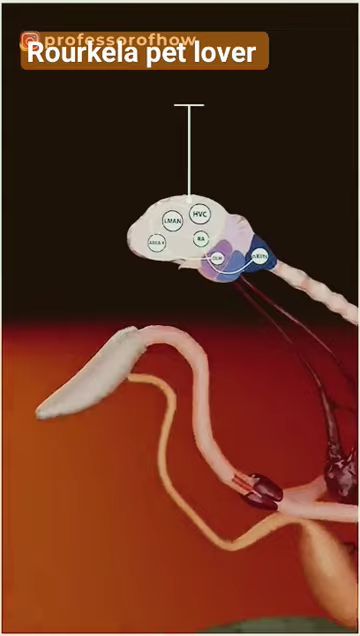 professorofhow
Rourkela pet lover
LMAN
HVC
AREA X
RA
DLM
nXIIts